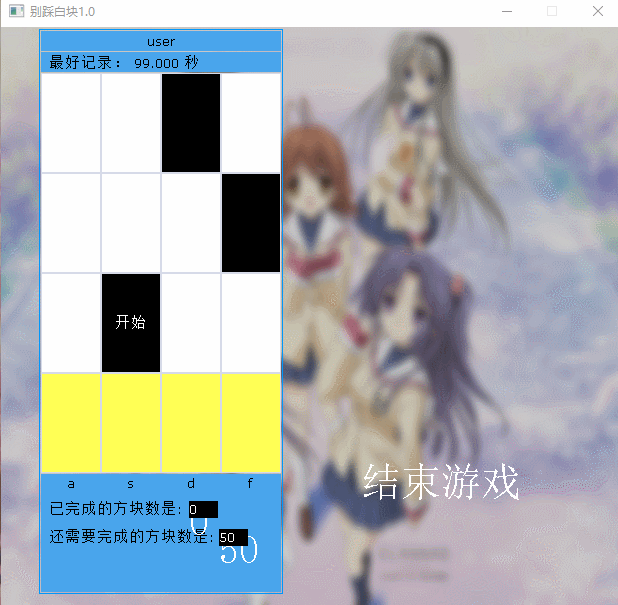 别踩白块1.0
user
最好记录： 99.000 秒
开始
a s d f
已完成的方块数是: 0
0
还需要完成的方块数是: 50
50
结束游戏